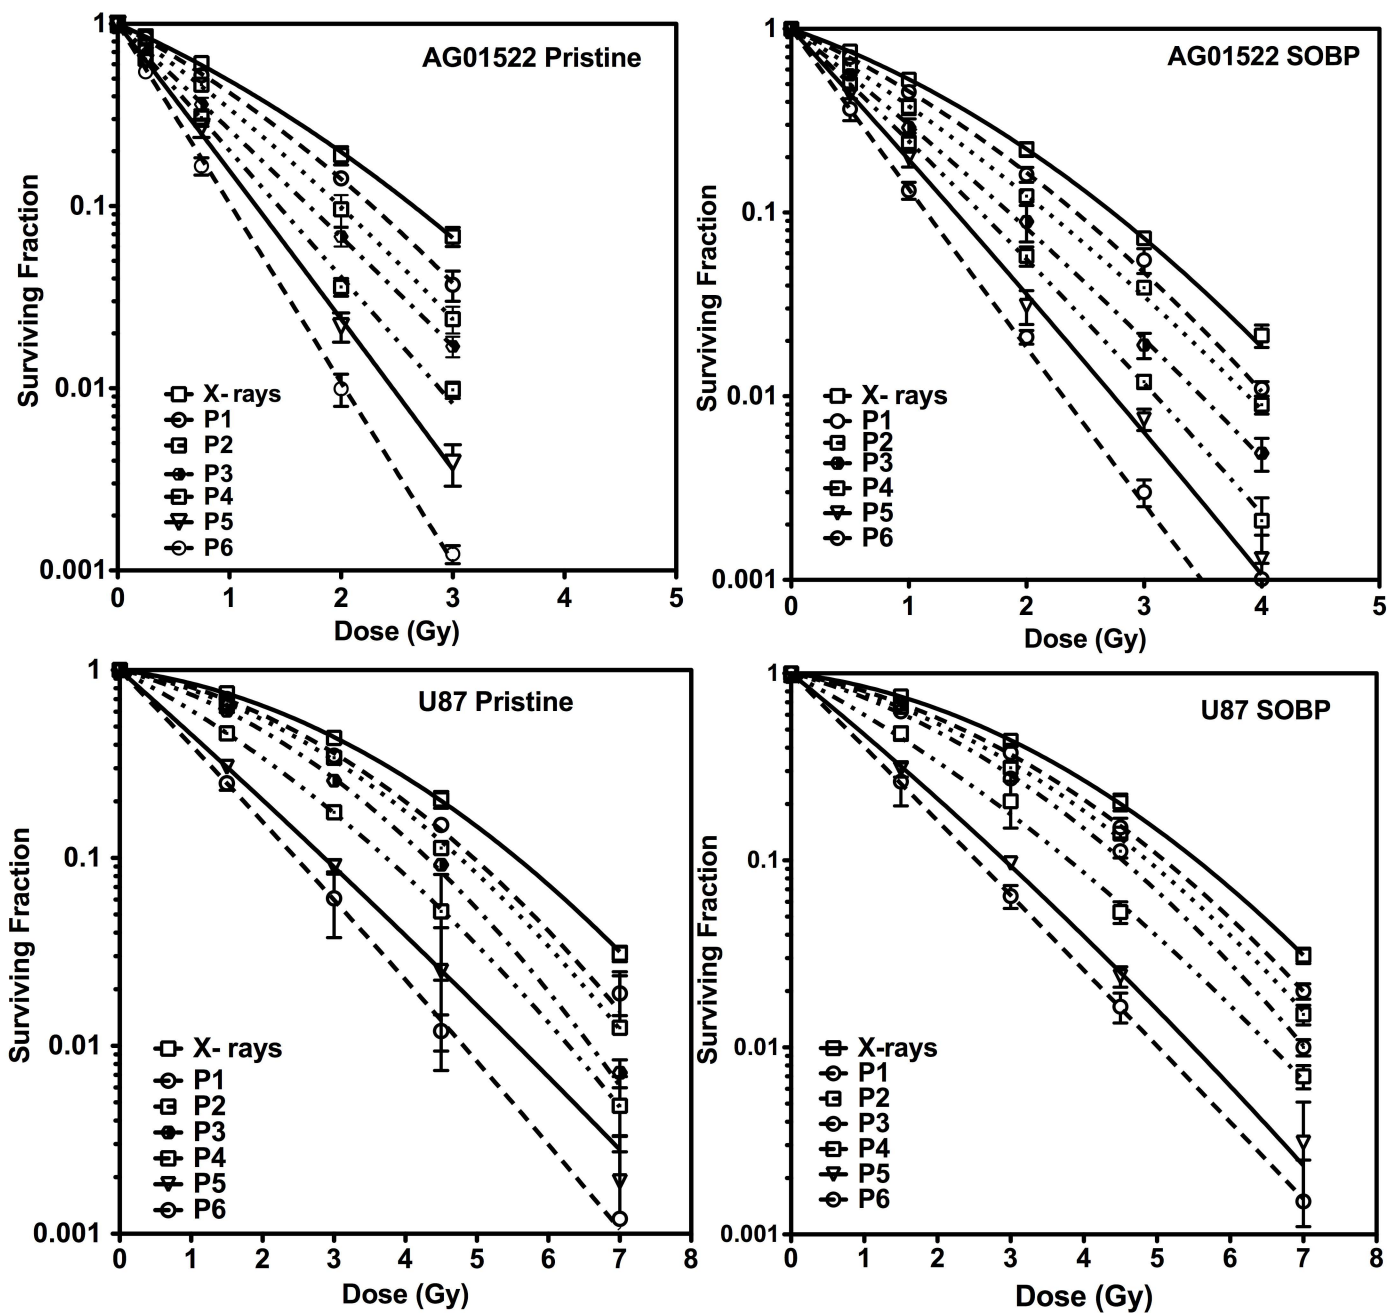 AG01522 Pristine
1
0.1
0.01
0.001
Surviving Fraction
X- rays
P1
P2
P3
P4
P5
P6
0 1 2 3 4 5
Dose (Gy)
AG01522 SOBP
1
0.1
0.01
0.001
Surviving Fraction
X- rays
P1
P2
P3
P4
P5
P6
0 1 2 3 4 5
Dose (Gy)
U87 Pristine
1
0.1
0.01
0.001
Surviving Fraction
X- rays
P1
P2
P3
P4
P5
P6
0 1 2 3 4 5 6 7 8
Dose (Gy)
U87 SOBP
1
0.1
0.01
0.001
Surviving Fraction
X-rays
P1
P2
P3
P4
P5
P6
0 1 2 3 4 5 6 7 8
Dose (Gy)